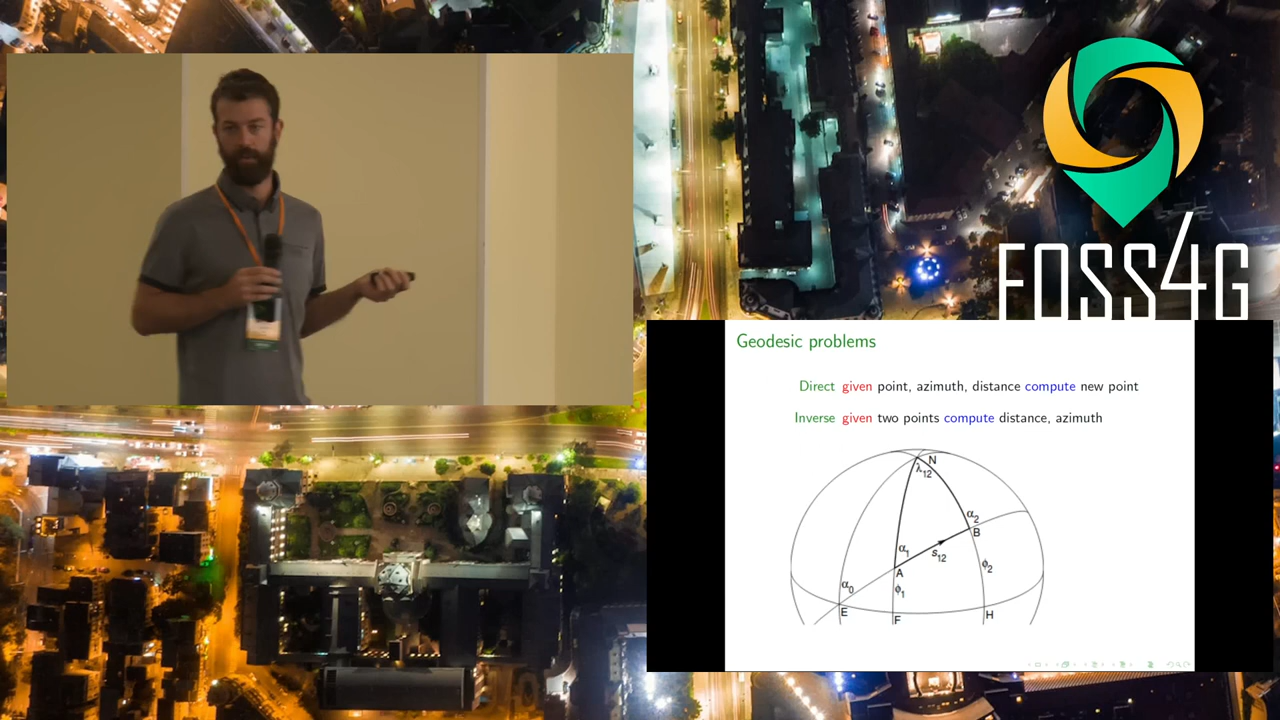 FOSS4G
Geodesic problems
Direct given point, azimuth, distance compute new point
Inverse given two points compute distance, azimuth
N
λ12
α2
B
α1
s12
A
ϕ2
α0
ϕ1
E
F
H